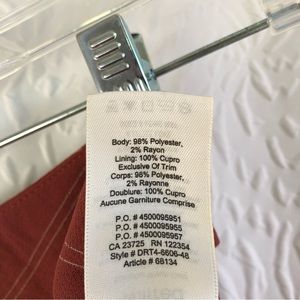 Body: 98% Polyester,
2% Rayon
Lining: 100% Cupro
Exclusive Of Trim
Corps: 98% Polyester,
2% Rayonne
Doublure: 100% Cupro
Aucune Garniture Comprise
P.O. # 4500095951
P.O. # 4500095955
P.O. # 4500095957
CA 23725 RN 122354
Style # DRT4-6606-48
Article # 68134